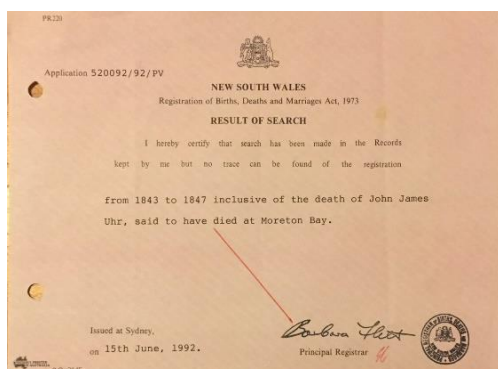 PR220
Application 520092/92/PV
NEW SOUTH WALES
Registration of Births, Deaths and Marriages Act, 1973
RESULT OF SEARCH
I hereby certify that search has been made in the Records
kept by me but no trace can be found of the registration
from 1843 to 1847 inclusive of the death of John James
Uhr, said to have died at Moreton Bay.
Issued at Sydney,
on 15th June, 1992.
Barbara Flett
Principal Registrar